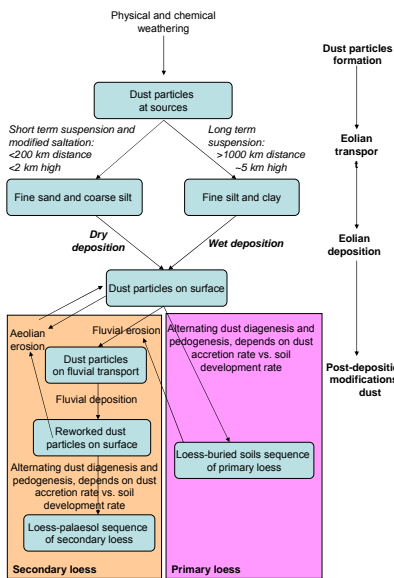 Physical and chemical
weathering
Dust particles
formation
Dust particles
at sources
Short term suspension and
modified saltation:
<200 km distance
<2 km high
Long term
suspension:
>1000 km distance
~5 km high
Eolian
transpor
t
Fine sand and coarse silt
Fine silt and clay
Dry
deposition
Wet deposition
Eolian
deposition
Dust particles on surface
Aeolian
erosion
Fluvial erosion
Alternating dust diagenesis and
pedogenesis, depends on dust
accretion rate vs. soil
development rate
Dust particles
on fluvial transport
Post-depositio
modifications
dust
Fluvial deposition
Reworked dust
particles on surface
Loess-buried soils sequence
of primary loess
Alternating dust diagenesis and
pedogenesis, depends on dust
accretion rate vs. soil
development rate
Loess-palaesol sequence
of secondary loess
Secondary loess
Primary loess